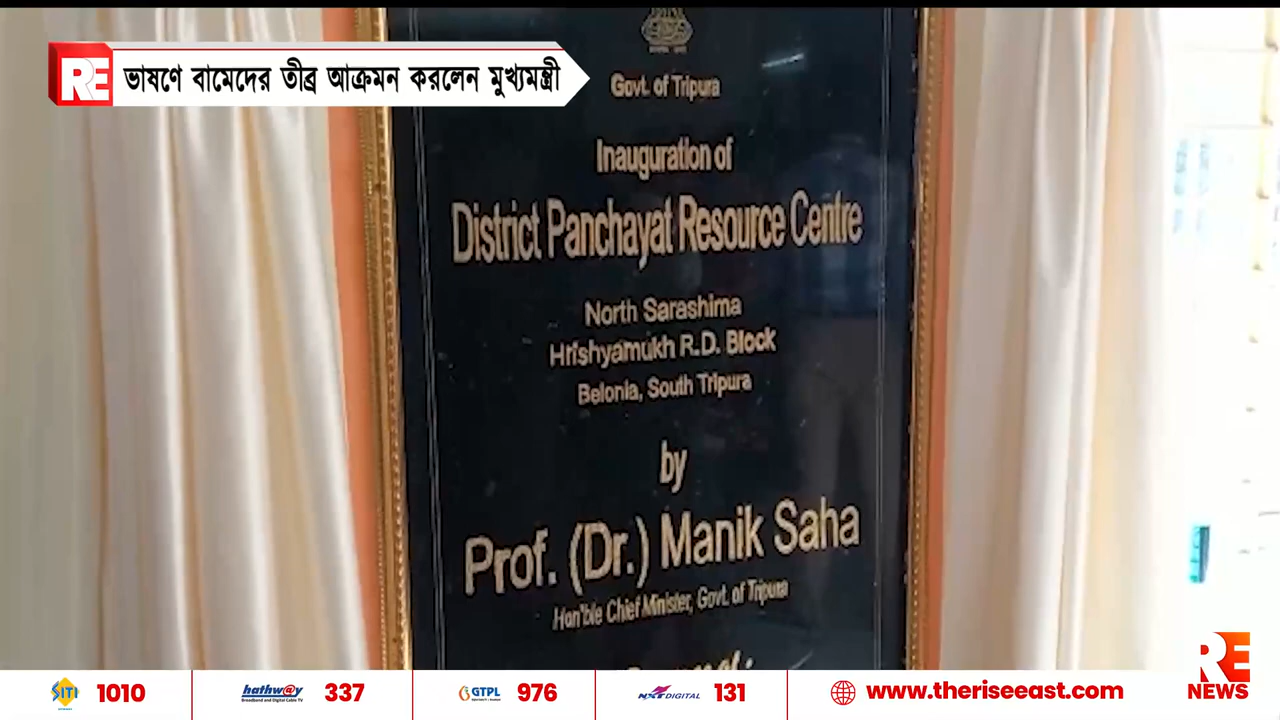 RE ভাষণে বামেদের তীব্র আক্রমন করলেন মুখ্যমন্ত্রী
Govt. of Tripura
Inauguration of
District Panchayat Resource Centre
North Sarashima
Hrishyamukh R.D. Block
Belonia, South Tripura
by
Prof. (Dr.) Manik Saha
Hon'ble Chief Minister, Govt. of Tripura
SITI 1010 hathway 337 GTPL 976 NXT DIGITAL 131 www.theriseeast.com
RE NEWS